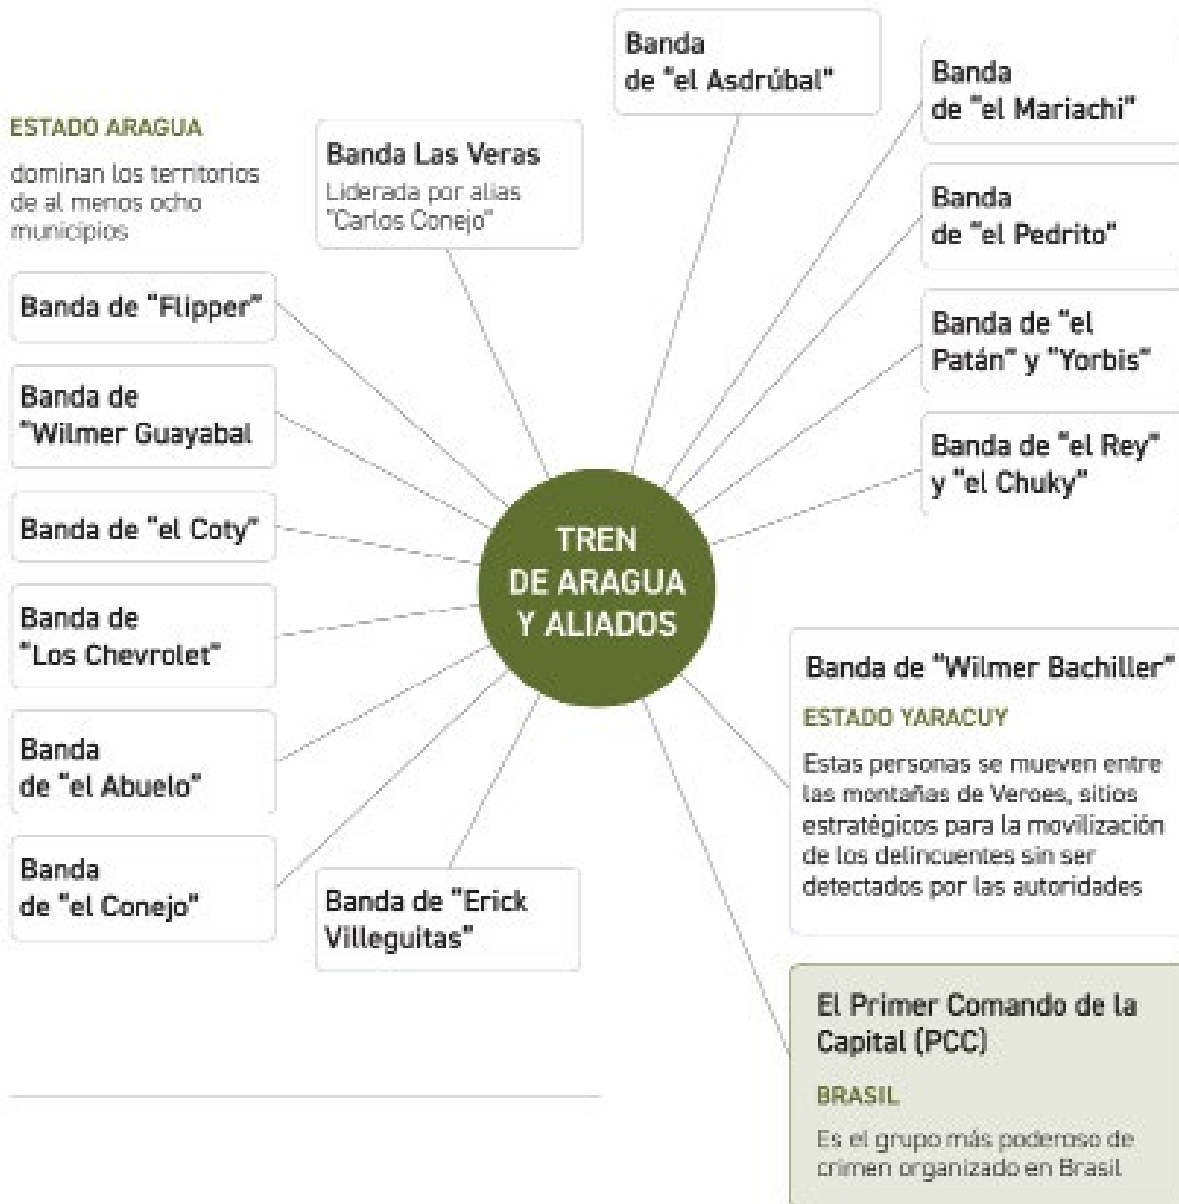 ESTADO ARAGUA
dominan los territorios
de al menos ocho
municipios
Banda Las Veras
Liderada por alias
"Carlos Conejo"
Banda
de "el Asdrúbal"
Banda
de "el Mariachi"
Banda
de "el Pedrito"
Banda de "el
Patán" y "Yorbis"
Banda de "el Rey"
y "el Chuky"
Banda de "Flipper"
Banda de
"Wilmer Guayabal
Banda de "el Coty"
Banda de
"Los Chevrolet"
Banda
de "el Abuelo"
Banda
de "el Conejo"
Banda de "Erick
Villeguitas"
TREN
DE ARAGUA
Y ALIADOS
Banda de "Wilmer Bachiller"
ESTADO YARACUY
Estas personas se mueven entre
las montañas de Veroes, sitios
estratégicos para la movilización
de los delincuentes sin ser
detectados por las autoridades
El Primer Comando de la
Capital (PCC)
BRASIL
Es el grupo más poderoso de
crimen organizado en Brasil